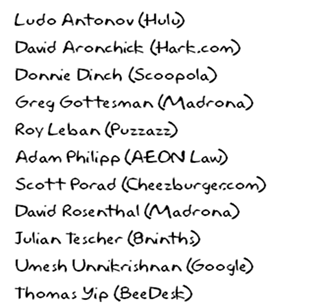 Ludo Antonov (Hulu)
David Aronchick (Hark.com)
Donnie Dinch (Scoopola)
Greg Gottesman (Madrona)
Roy Leban (Puzzazz)
Adam Philipp (AEON Law)
Scott Porad (Cheezburger.com)
David Rosenthal (Madrona)
Julian Tescher (8ninths)
Umesh Unnikrishnan (Google)
Thomas Yip (BeeDesk)